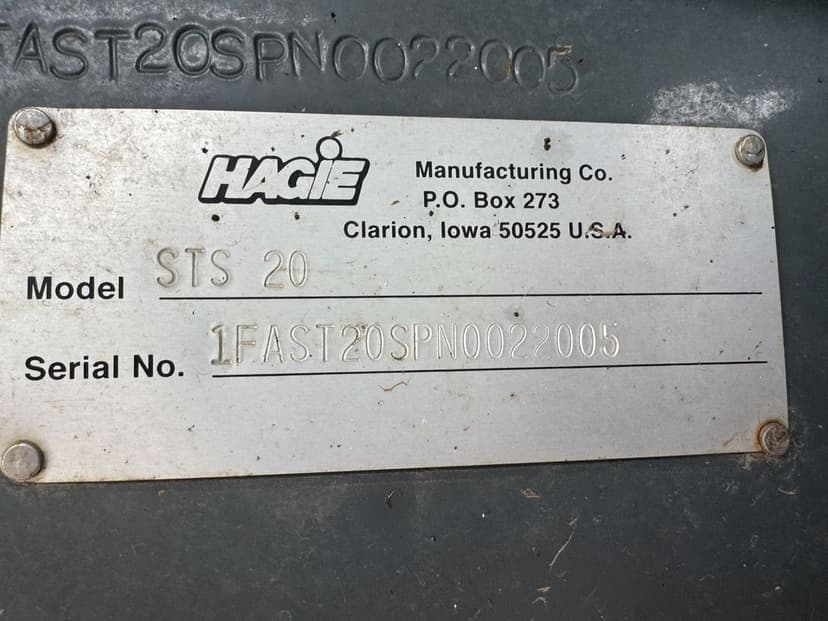 FAST20SPN0022005
HAGIE
Manufacturing Co.
P.O. Box 273
Clarion, Iowa 50525 U.S.A.
Model STS 20
Serial No. 1FAST20SPN0022005